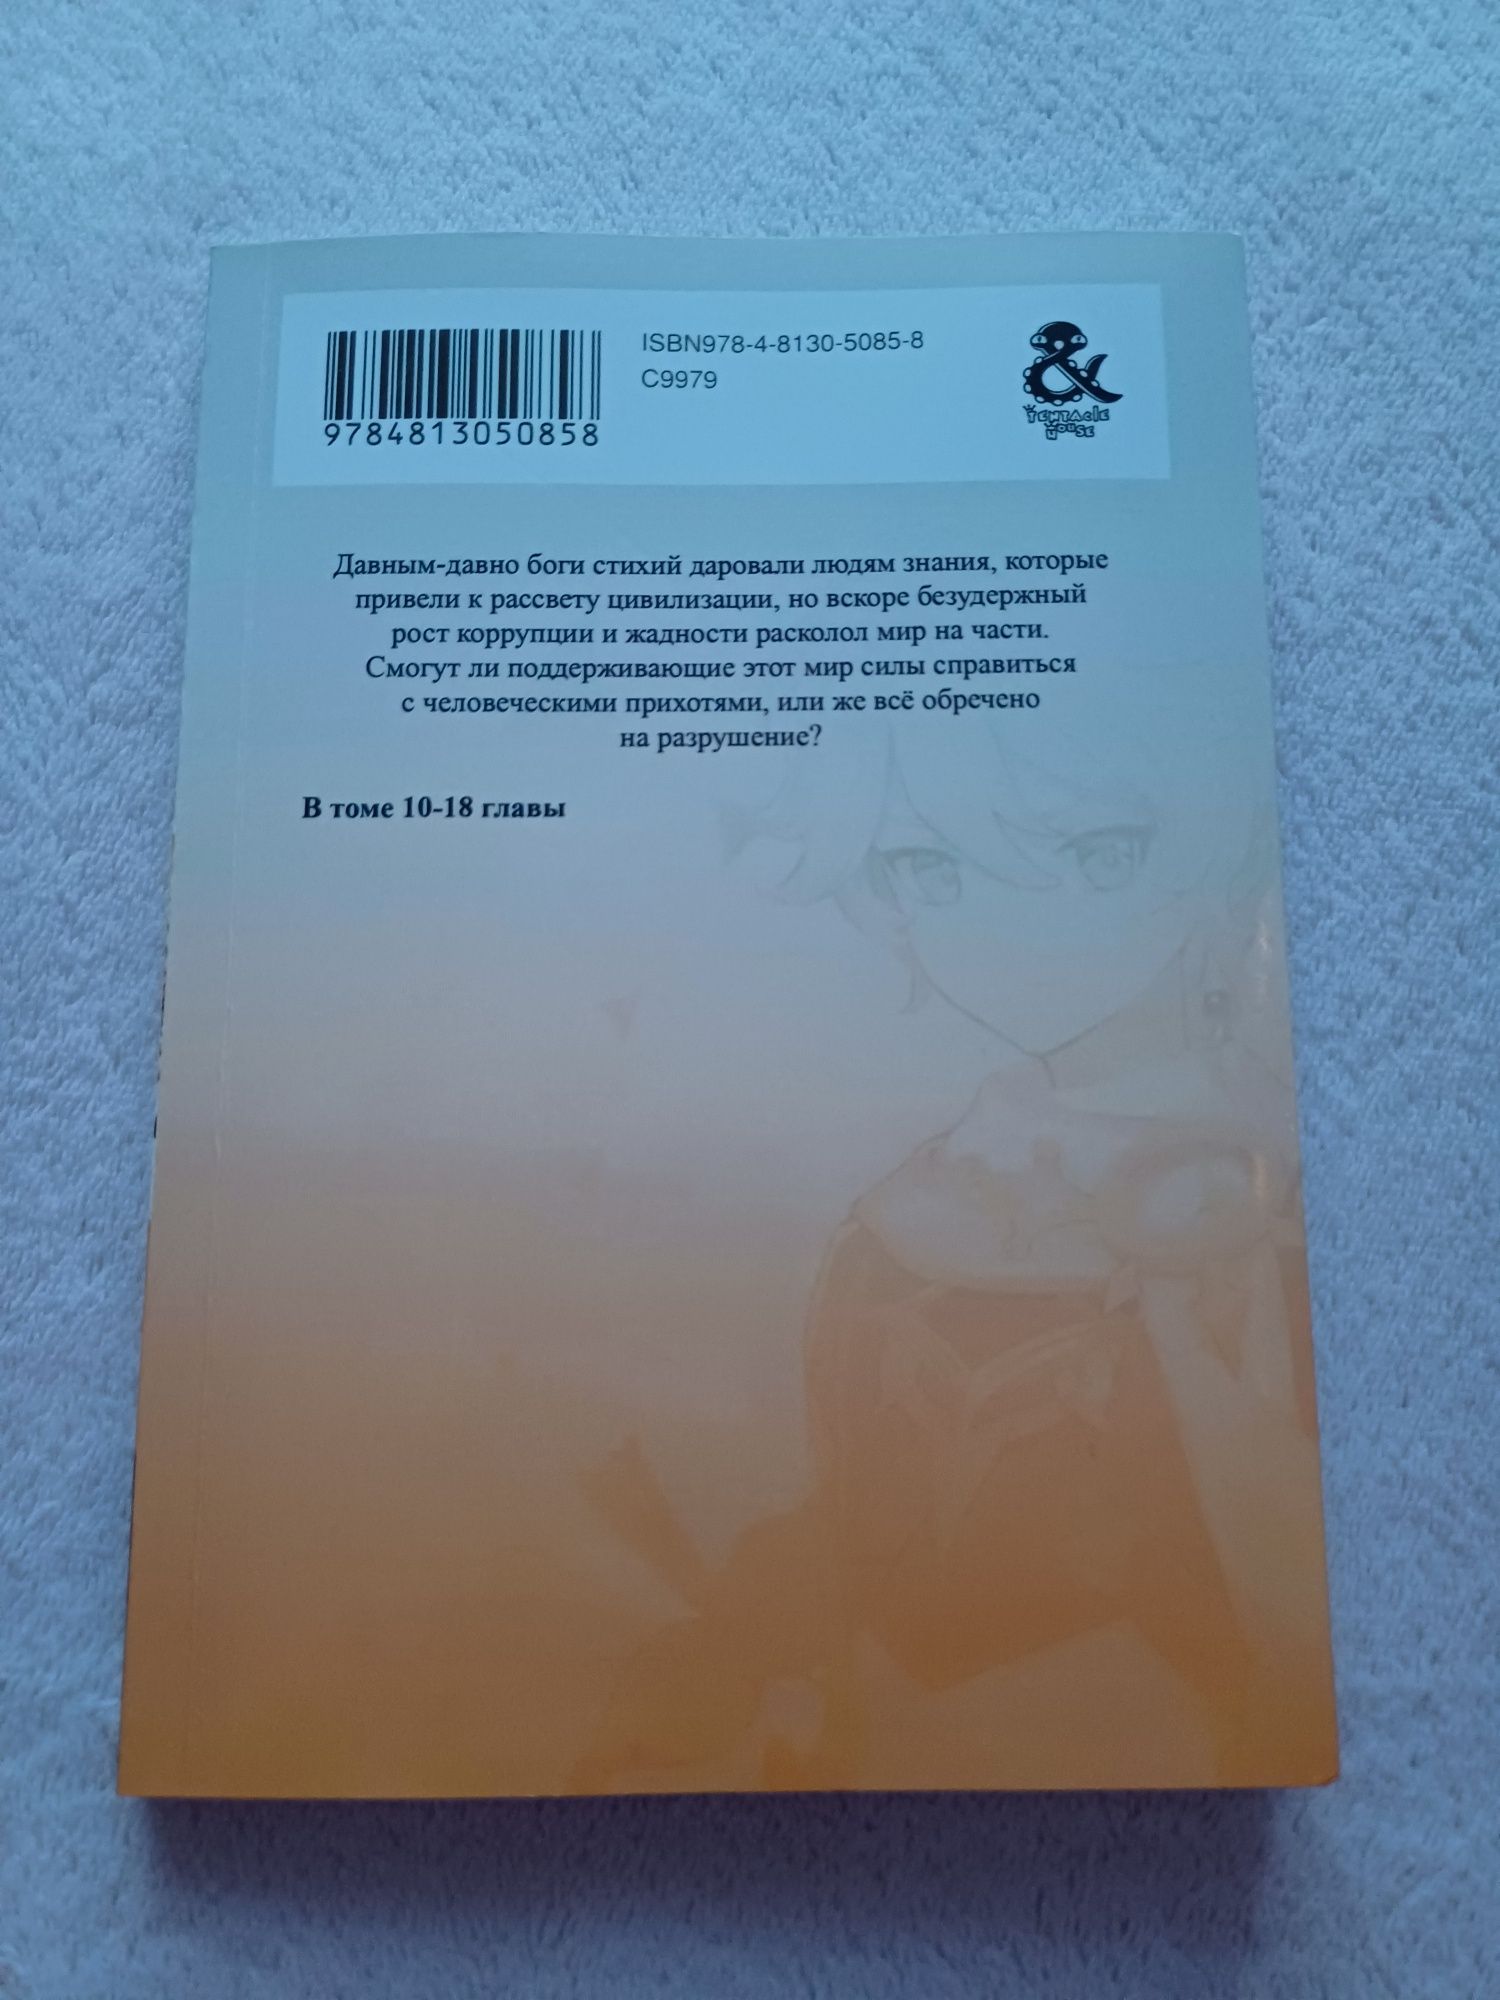 ISBN978-4-8130-5085-8
C9979
9784813050858
&
TENTACLE
HOUSE
Давным-давно боги стихий даровали людям знания, которые
привели к рассвету цивилизации, но вскоре безудержный
рост коррупции и жадности расколол мир на части.
Смогут ли поддерживающие этот мир силы справиться
с человеческими прихотями, или же всё обречено
на разрушение?
В томе 10-18 главы